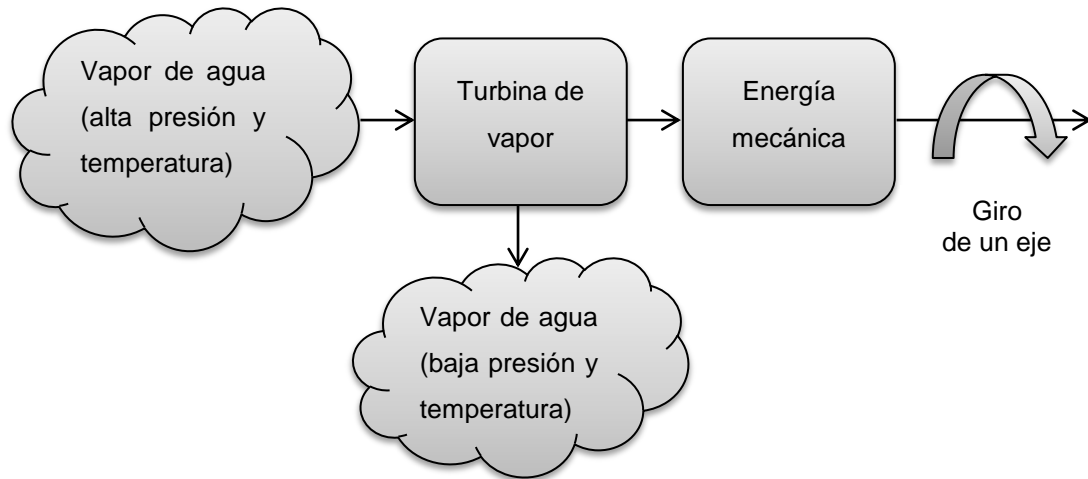 Vapor de agua
(alta presión y
temperatura)
Turbina de
vapor
Energía
mecánica
Giro
de un eje
Vapor de agua
(baja presión y
temperatura)